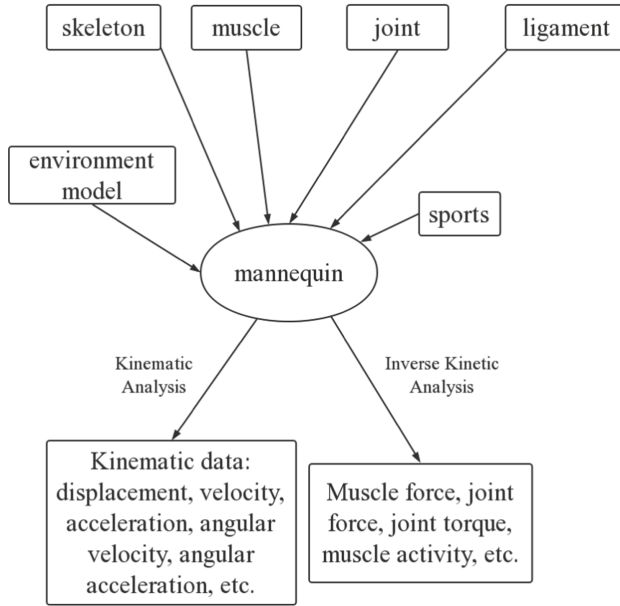 skeleton
muscle
joint
ligament
environment
model
sports
mannequin
Kinematic
Analysis
Inverse Kinetic
Analysis
Kinematic data:
displacement, velocity,
acceleration, angular
velocity, angular
acceleration, etc.
Muscle force, joint
force, joint torque,
muscle activity, etc.